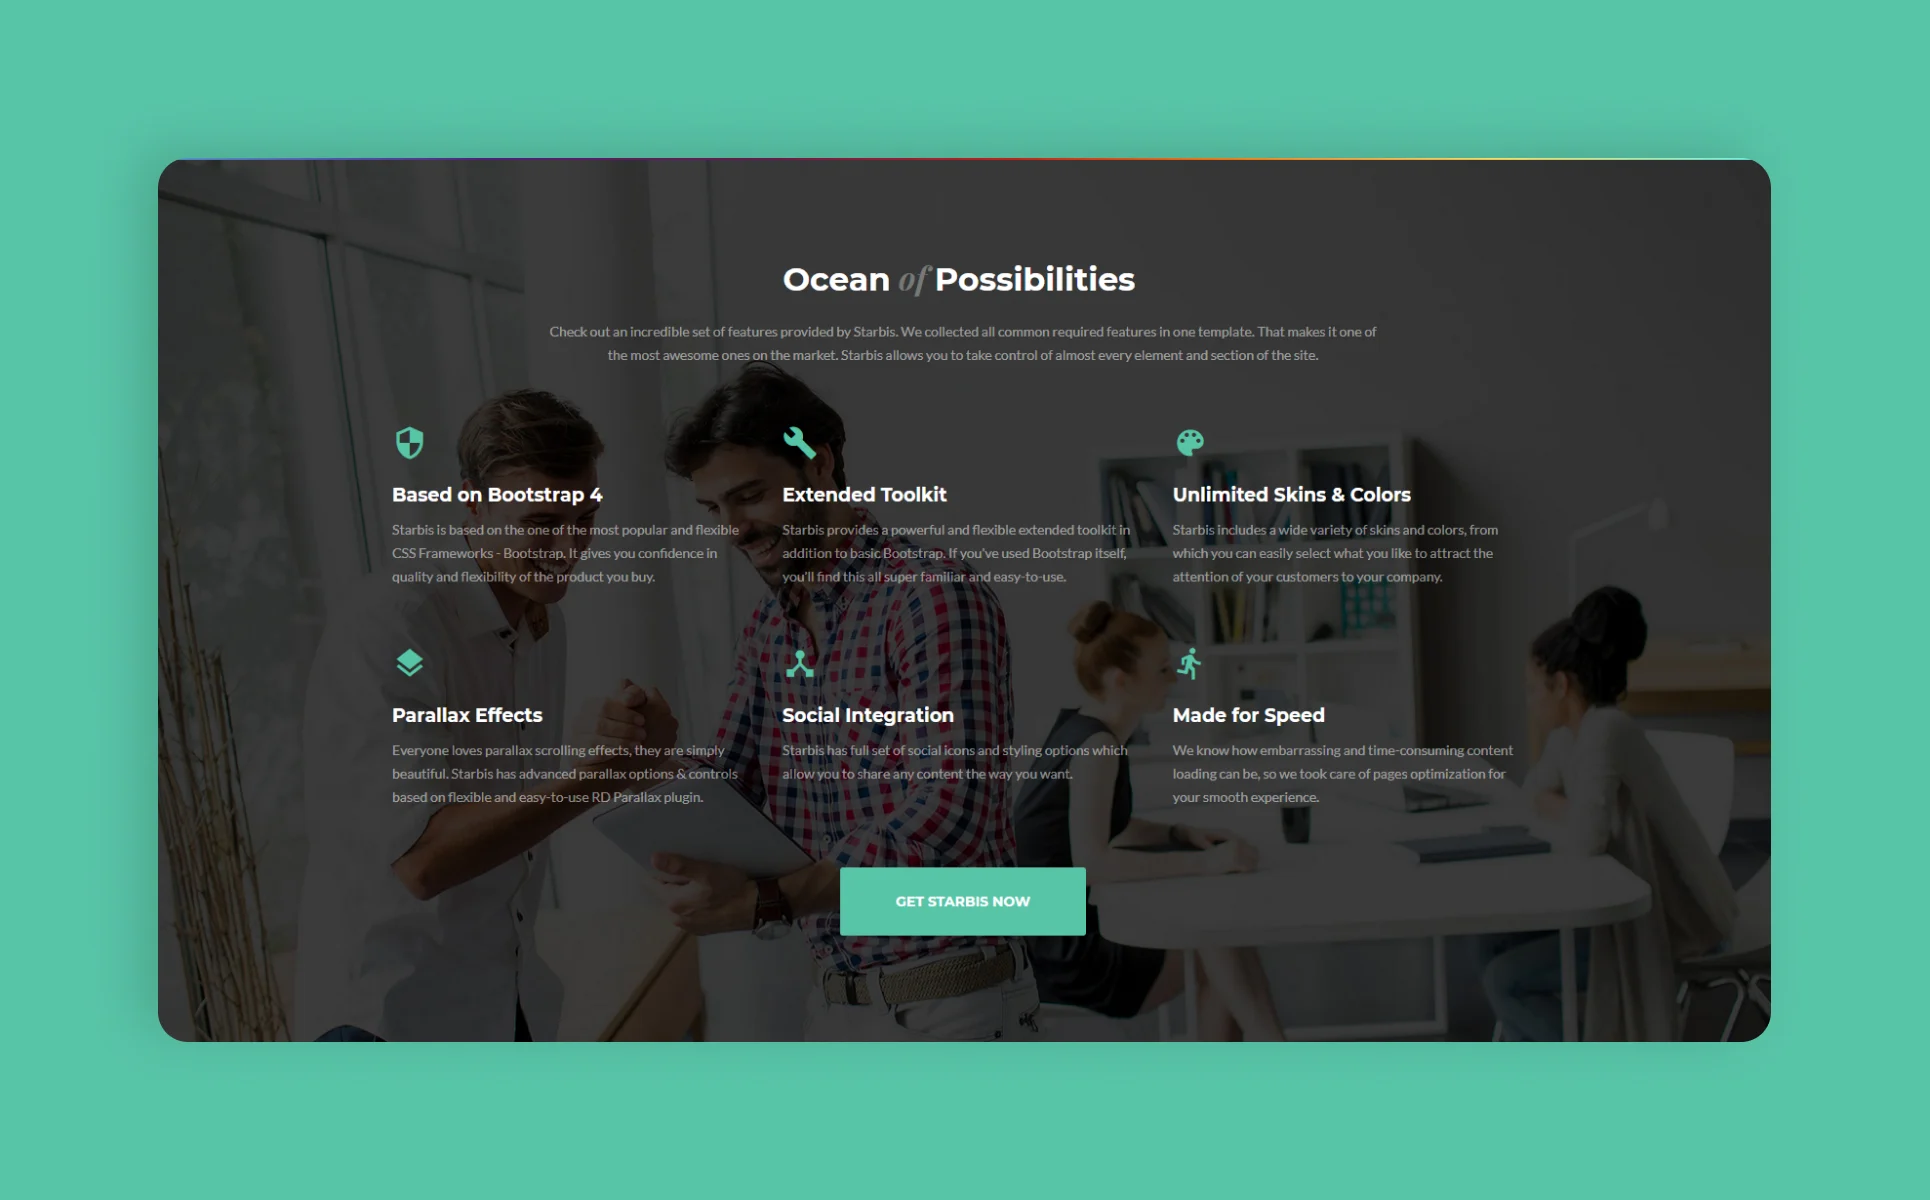 Ocean of Possibilities
Check out an incredible set of features provided by Starbis. We collected all common required features in one template. That makes it one of
the most awesome ones on the market. Starbis allows you to take control of almost every element and section of the site.
Based on Bootstrap 4
Starbis is based on the one of the most popular and flexible
CSS Frameworks - Bootstrap. It gives you confidence in
quality and flexibility of the product you buy.
Extended Toolkit
Starbis provides a powerful and flexible extended toolkit in
addition to basic Bootstrap. If you've used Bootstrap itself,
you'll find this all super familiar and easy-to-use.
Unlimited Skins & Colors
Starbis includes a wide variety of skins and colors, from
which you can easily select what you like to attract the
attention of your customers to your company.
Parallax Effects
Everyone loves parallax scrolling effects, they are simply
beautiful. Starbis has advanced parallax options & controls
based on flexible and easy-to-use RD Parallax plugin.
Social Integration
Starbis has full set of social icons and styling options which
allow you to share any content the way you want.
Made for Speed
We know how embarrassing and time-consuming content
loading can be, so we took care of pages optimization for
your smooth experience.
GET STARBIS NOW